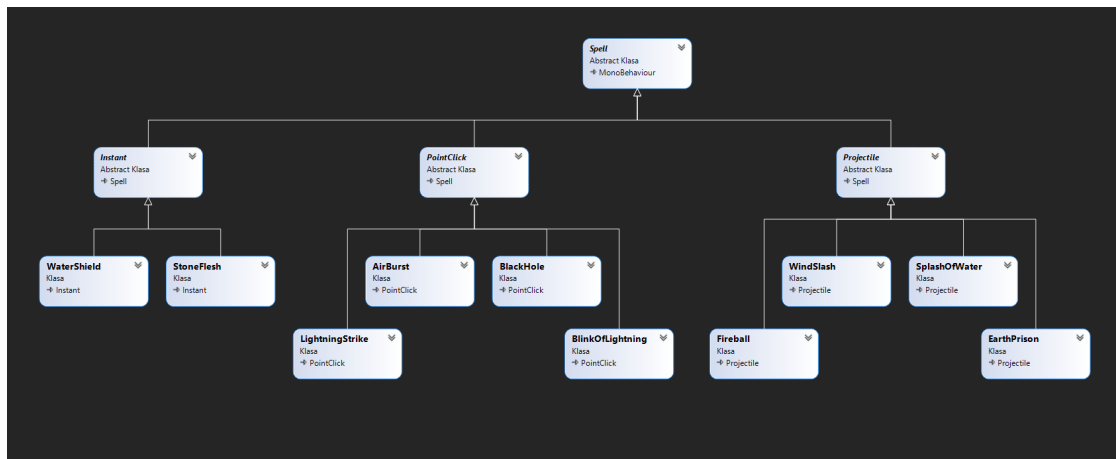 Spell
Abstract Klasa
MonoBehaviour
Instant
Abstract Klasa
Spell
PointClick
Abstract Klasa
Spell
Projectile
Abstract Klasa
Spell
WaterShield
Klasa
Instant
StoneFlesh
Klasa
Instant
AirBurst
Klasa
PointClick
BlackHole
Klasa
PointClick
WindSlash
Klasa
Projectile
SplashOfWater
Klasa
Projectile
LightningStrike
Klasa
PointClick
BlinkOfLightning
Klasa
PointClick
Fireball
Klasa
Projectile
EarthPrison
Klasa
Projectile